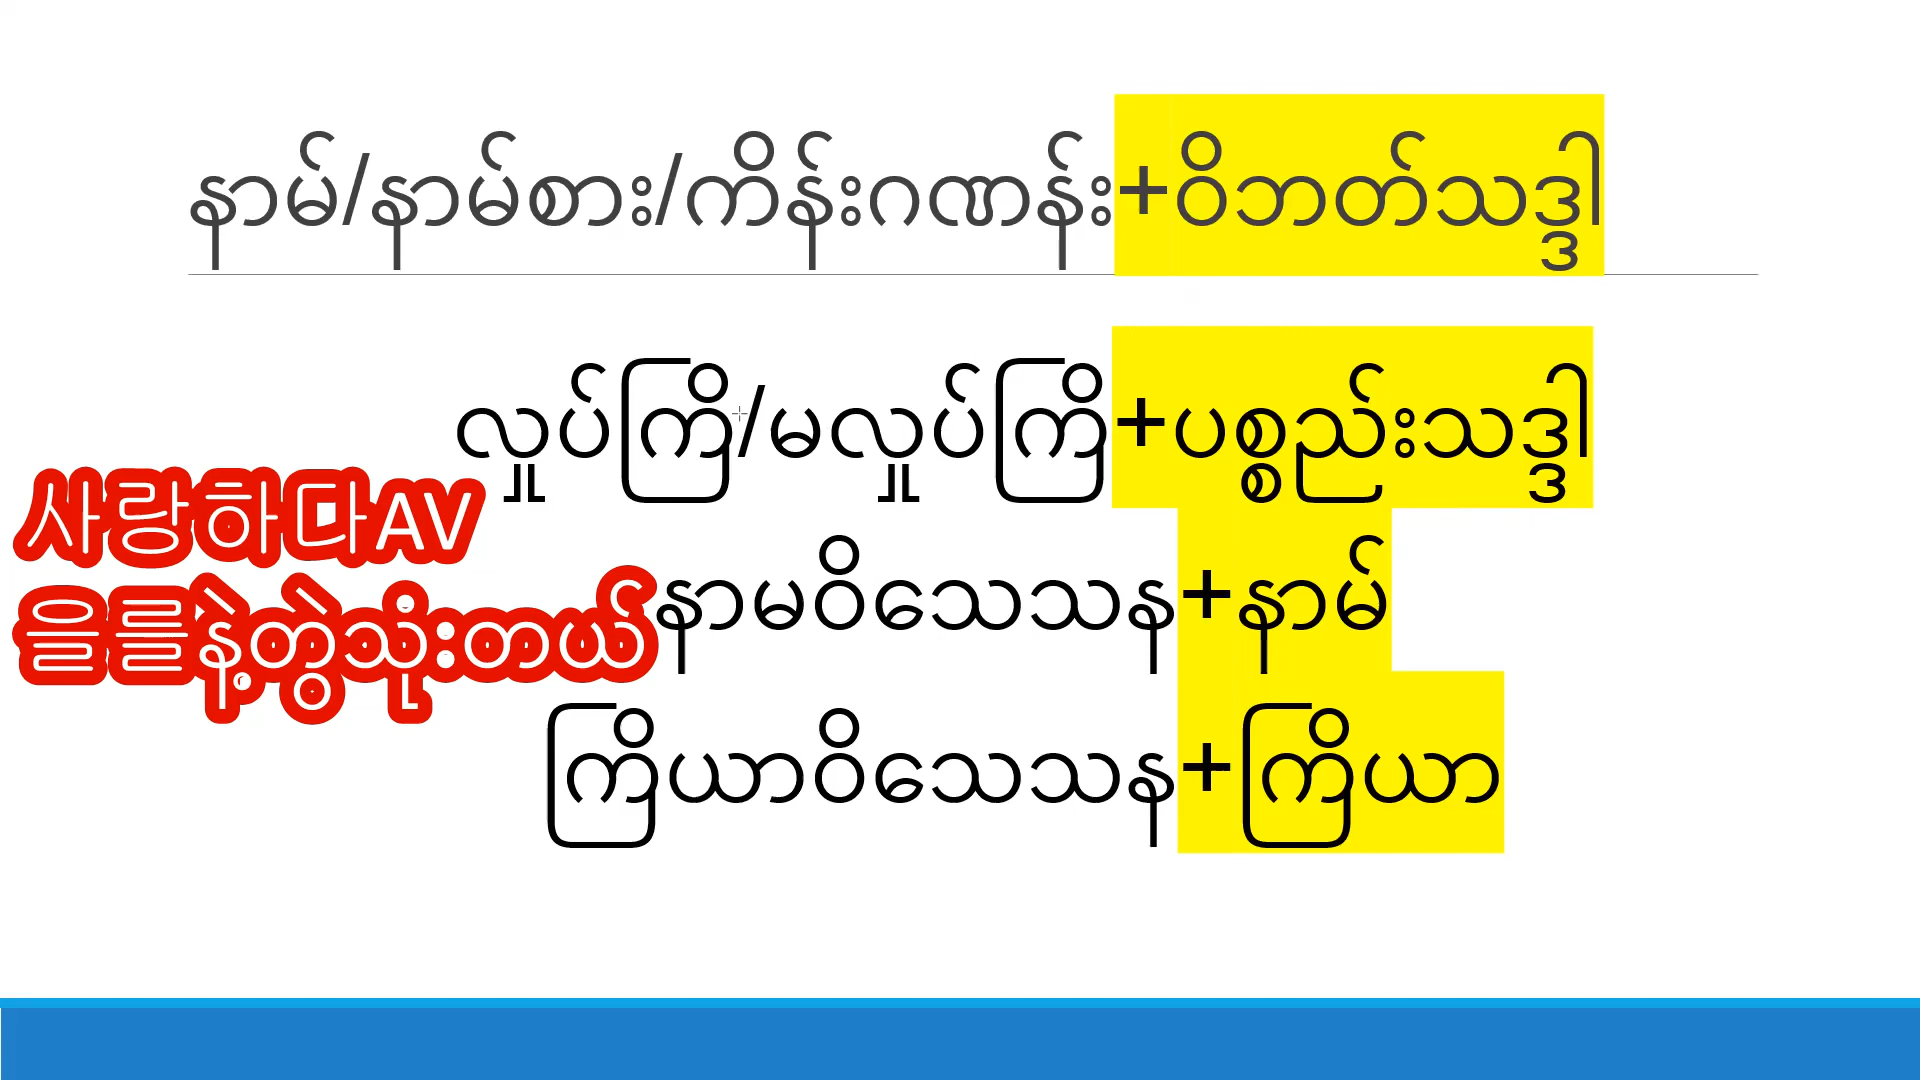 နာမ်/နာမ်စား/ကိန်းဂဏန်း+ဝိဘတ်သဒ္ဒါ
လှုပ်ကြိ/မလှုပ်ကြိ+ပစ္စည်းသဒ္ဒါ
နာမဝိသေသန+နာမ်
ကြိယာဝိသေသန+ကြိယာ
사랑하다AV
을를နဲ့တွဲသုံးတယ်